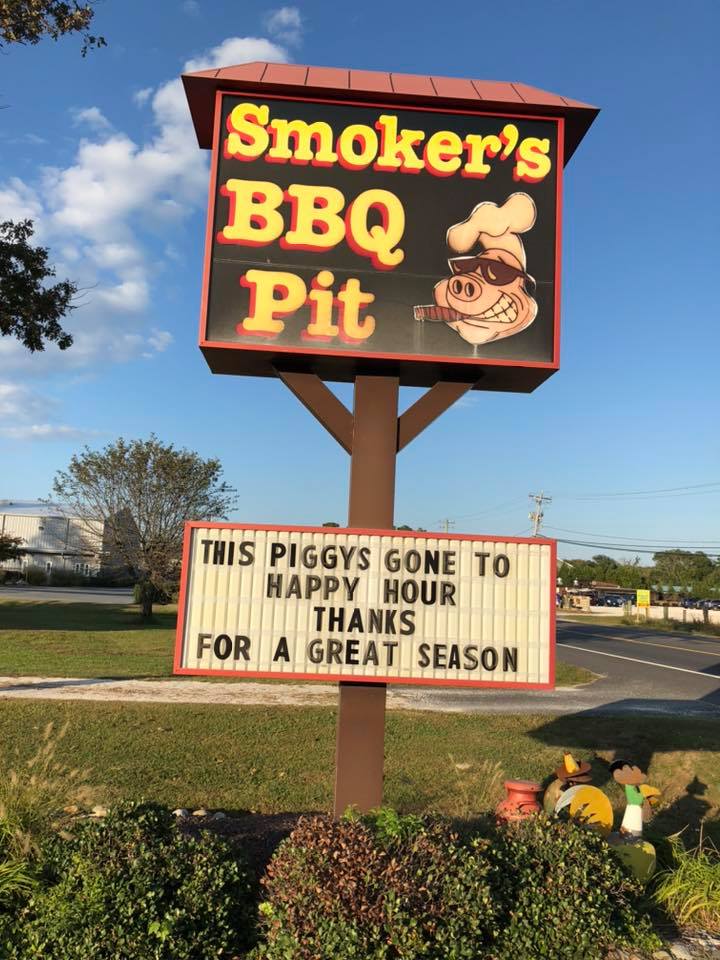 Smoker's
BBQ
Pit
THIS PIGGYS GONE TO
HAPPY HOUR
THANKS
FOR A GREAT SEASON